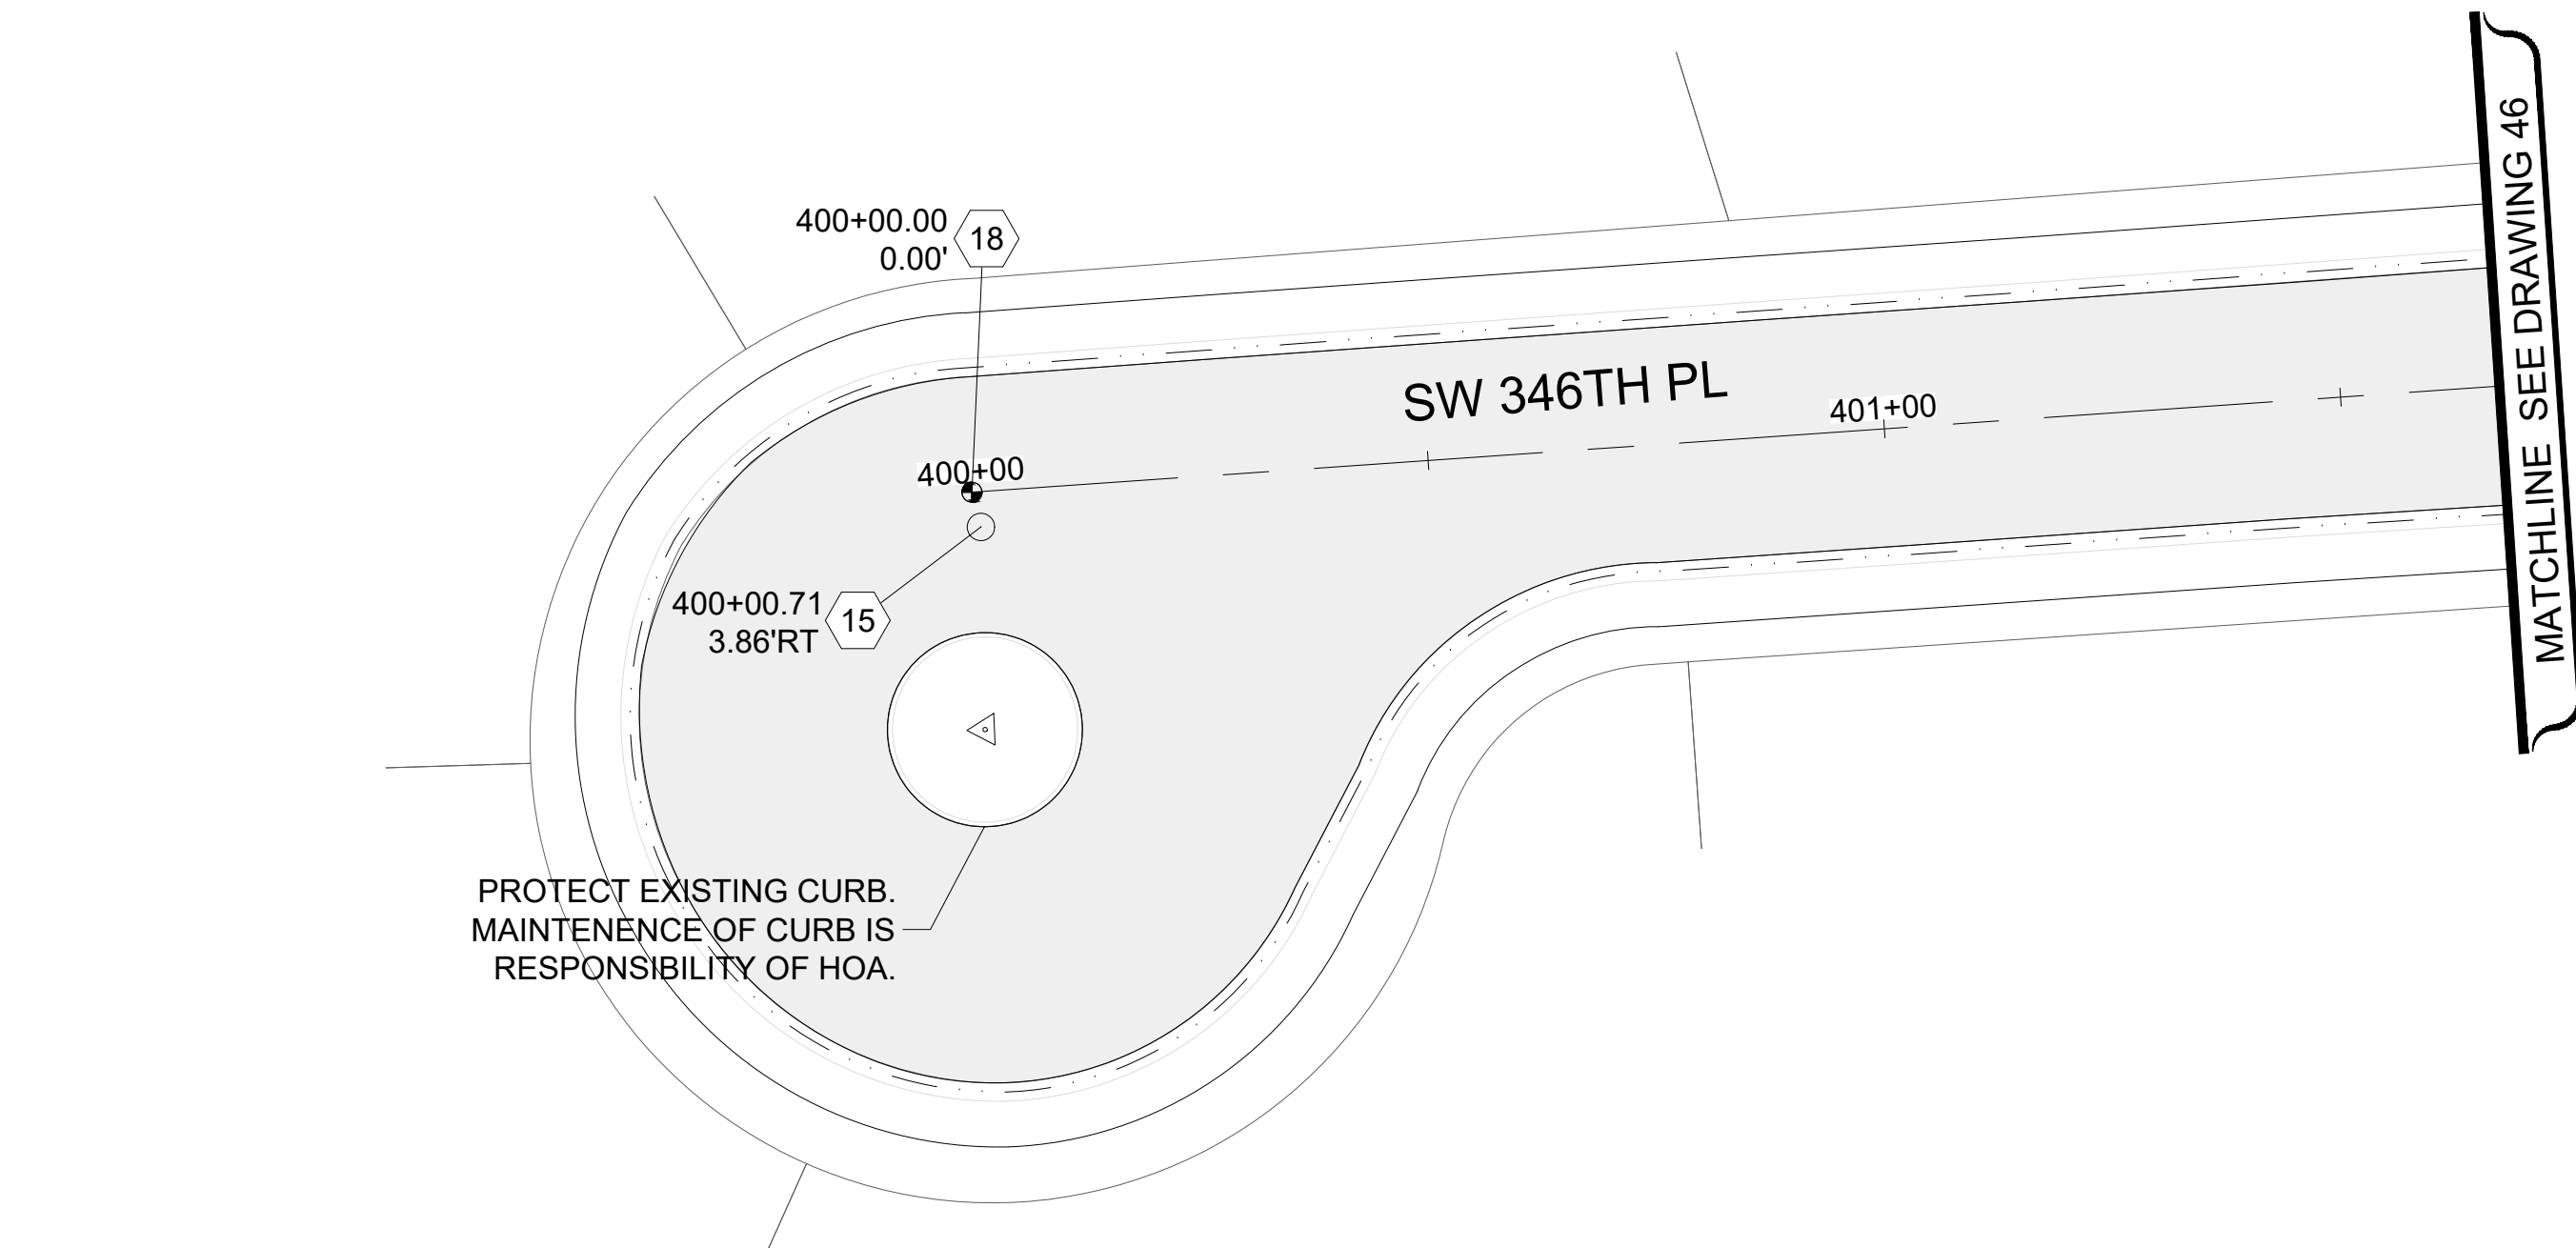 400+00.00
0.00'
18
SW 346TH PL
401+00
400+00
400+00.71
3.86'RT
15
PROTECT EXISTING CURB.
MAINTENENCE OF CURB IS
RESPONSIBILITY OF HOA.
MATCHLINE SEE DRAWING 46